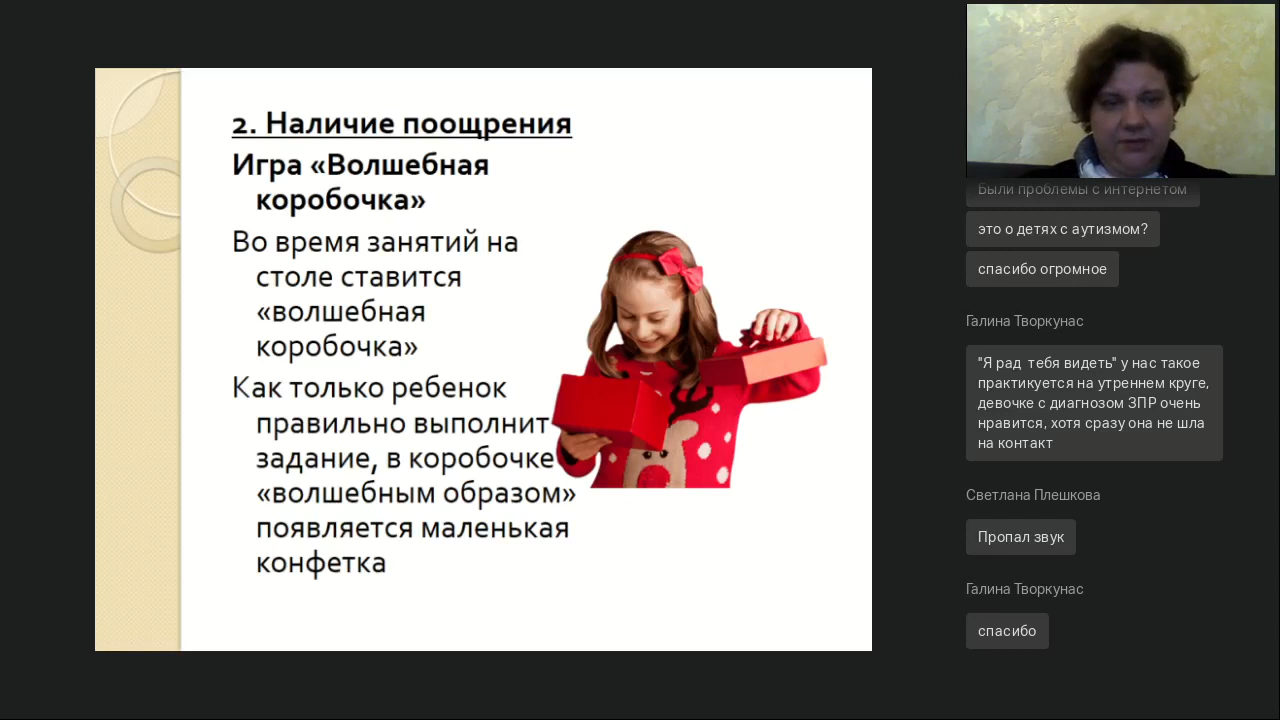 2. Наличие поощрения
Игра «Волшебная
коробочка»
Во время занятий на
столе ставится
«волшебная
коробочка»
Как только ребенок
правильно выполнит
задание, в коробочке
«волшебным образом»
появляется маленькая
конфетка
Были проблемы с интернетом
это о детях с аутизмом?
спасибо огромное
Галина Творкунас
"Я рад тебя видеть" у нас такое
практикуется на утреннем круге,
девочке с диагнозом ЗПР очень
нравится, хотя сразу она не шла
на контакт
Светлана Плешкова
Пропал звук
Галина Творкунас
спасибо